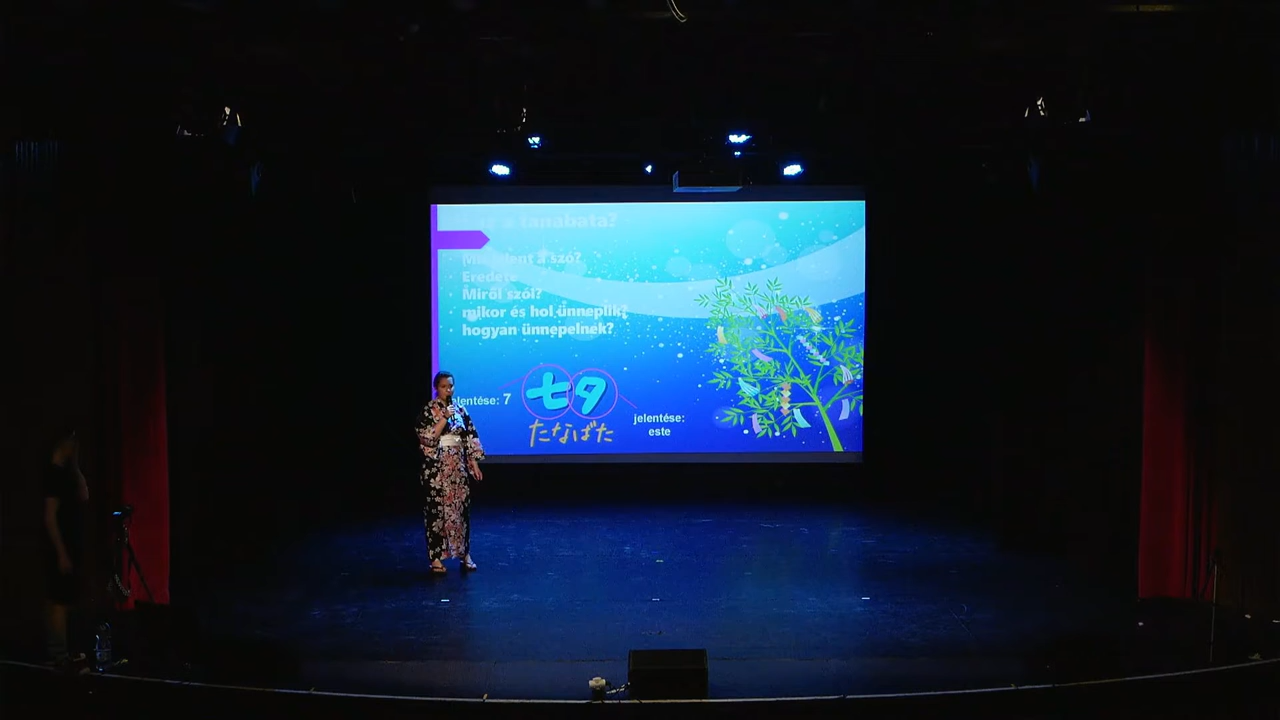 a tanabata?
Mit jelent a szó?
Eredete
Miről szól?
mikor és hol ünneplik?
hogyan ünnepelnek?
jelentése: 7
七夕
たなばた
jelentése:
este